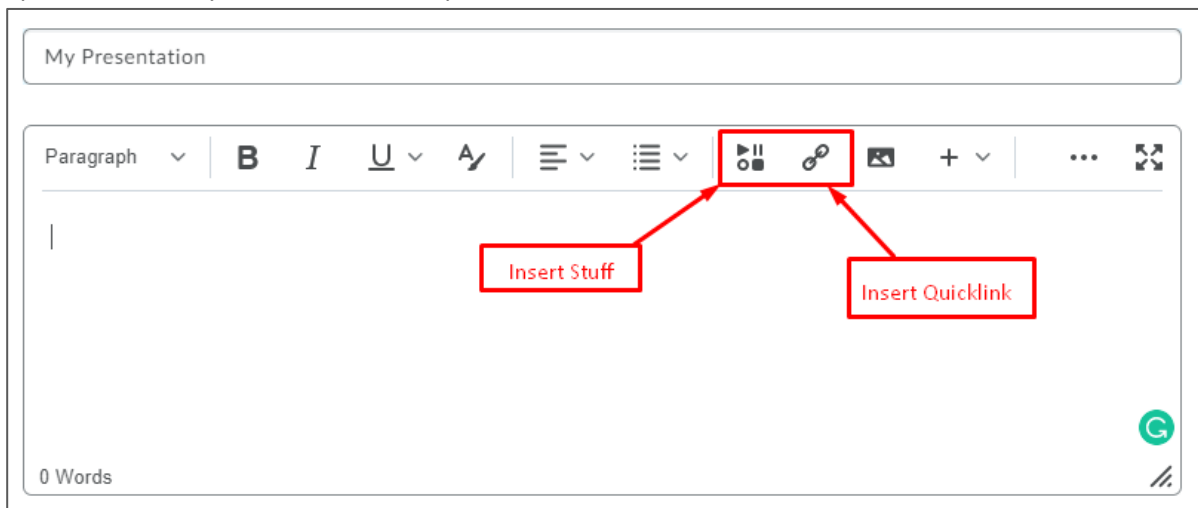 My Presentation
Paragraph B I U A
Insert Stuff
Insert Quicklink
0 Words